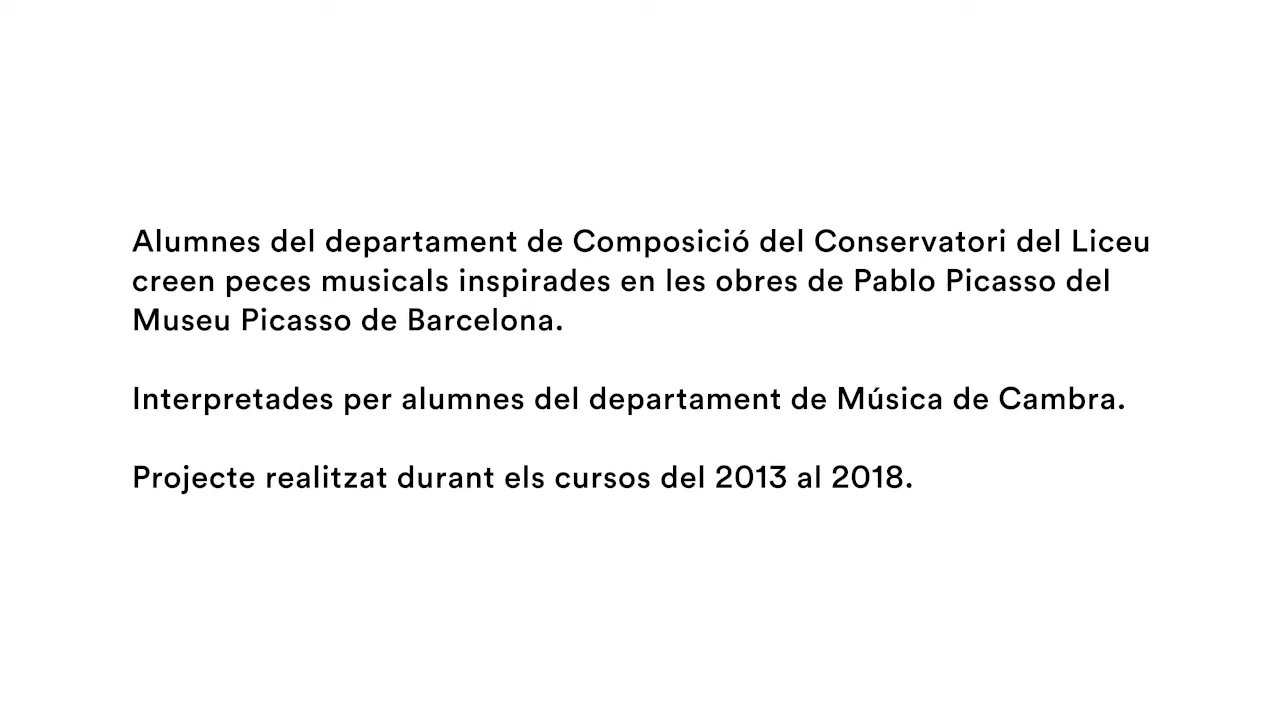 Alumnes del departament de Composició del Conservatori del Liceu
creen peces musicals inspirades en les obres de Pablo Picasso del
Museu Picasso de Barcelona.
Interpretades per alumnes del departament de Música de Cambra.
Projecte realitzat durant els cursos del 2013 al 2018.